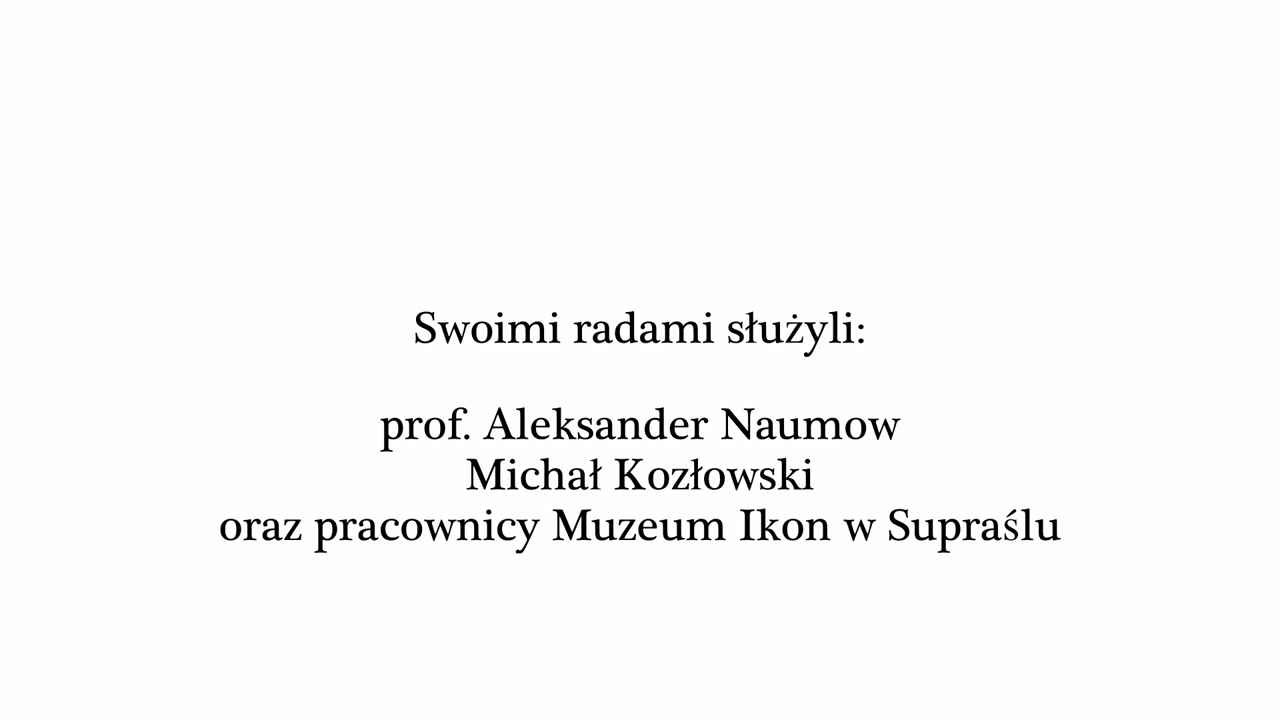 Swoimi radami służyli:
prof. Aleksander Naumow
Michał Kozłowski
oraz pracownicy Muzeum Ikon w Supraślu